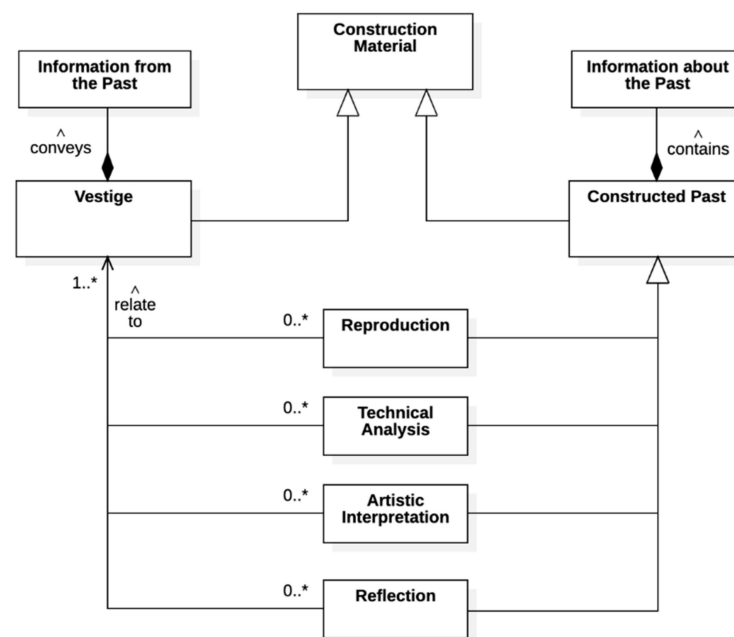 Construction
Material
Information from
the Past
Information about
the Past
^
conveys
^
contains
Vestige
Constructed Past
1..*
^
relate
to
0..*
Reproduction
0..*
Technical
Analysis
0..*
Artistic
Interpretation
0..*
Reflection